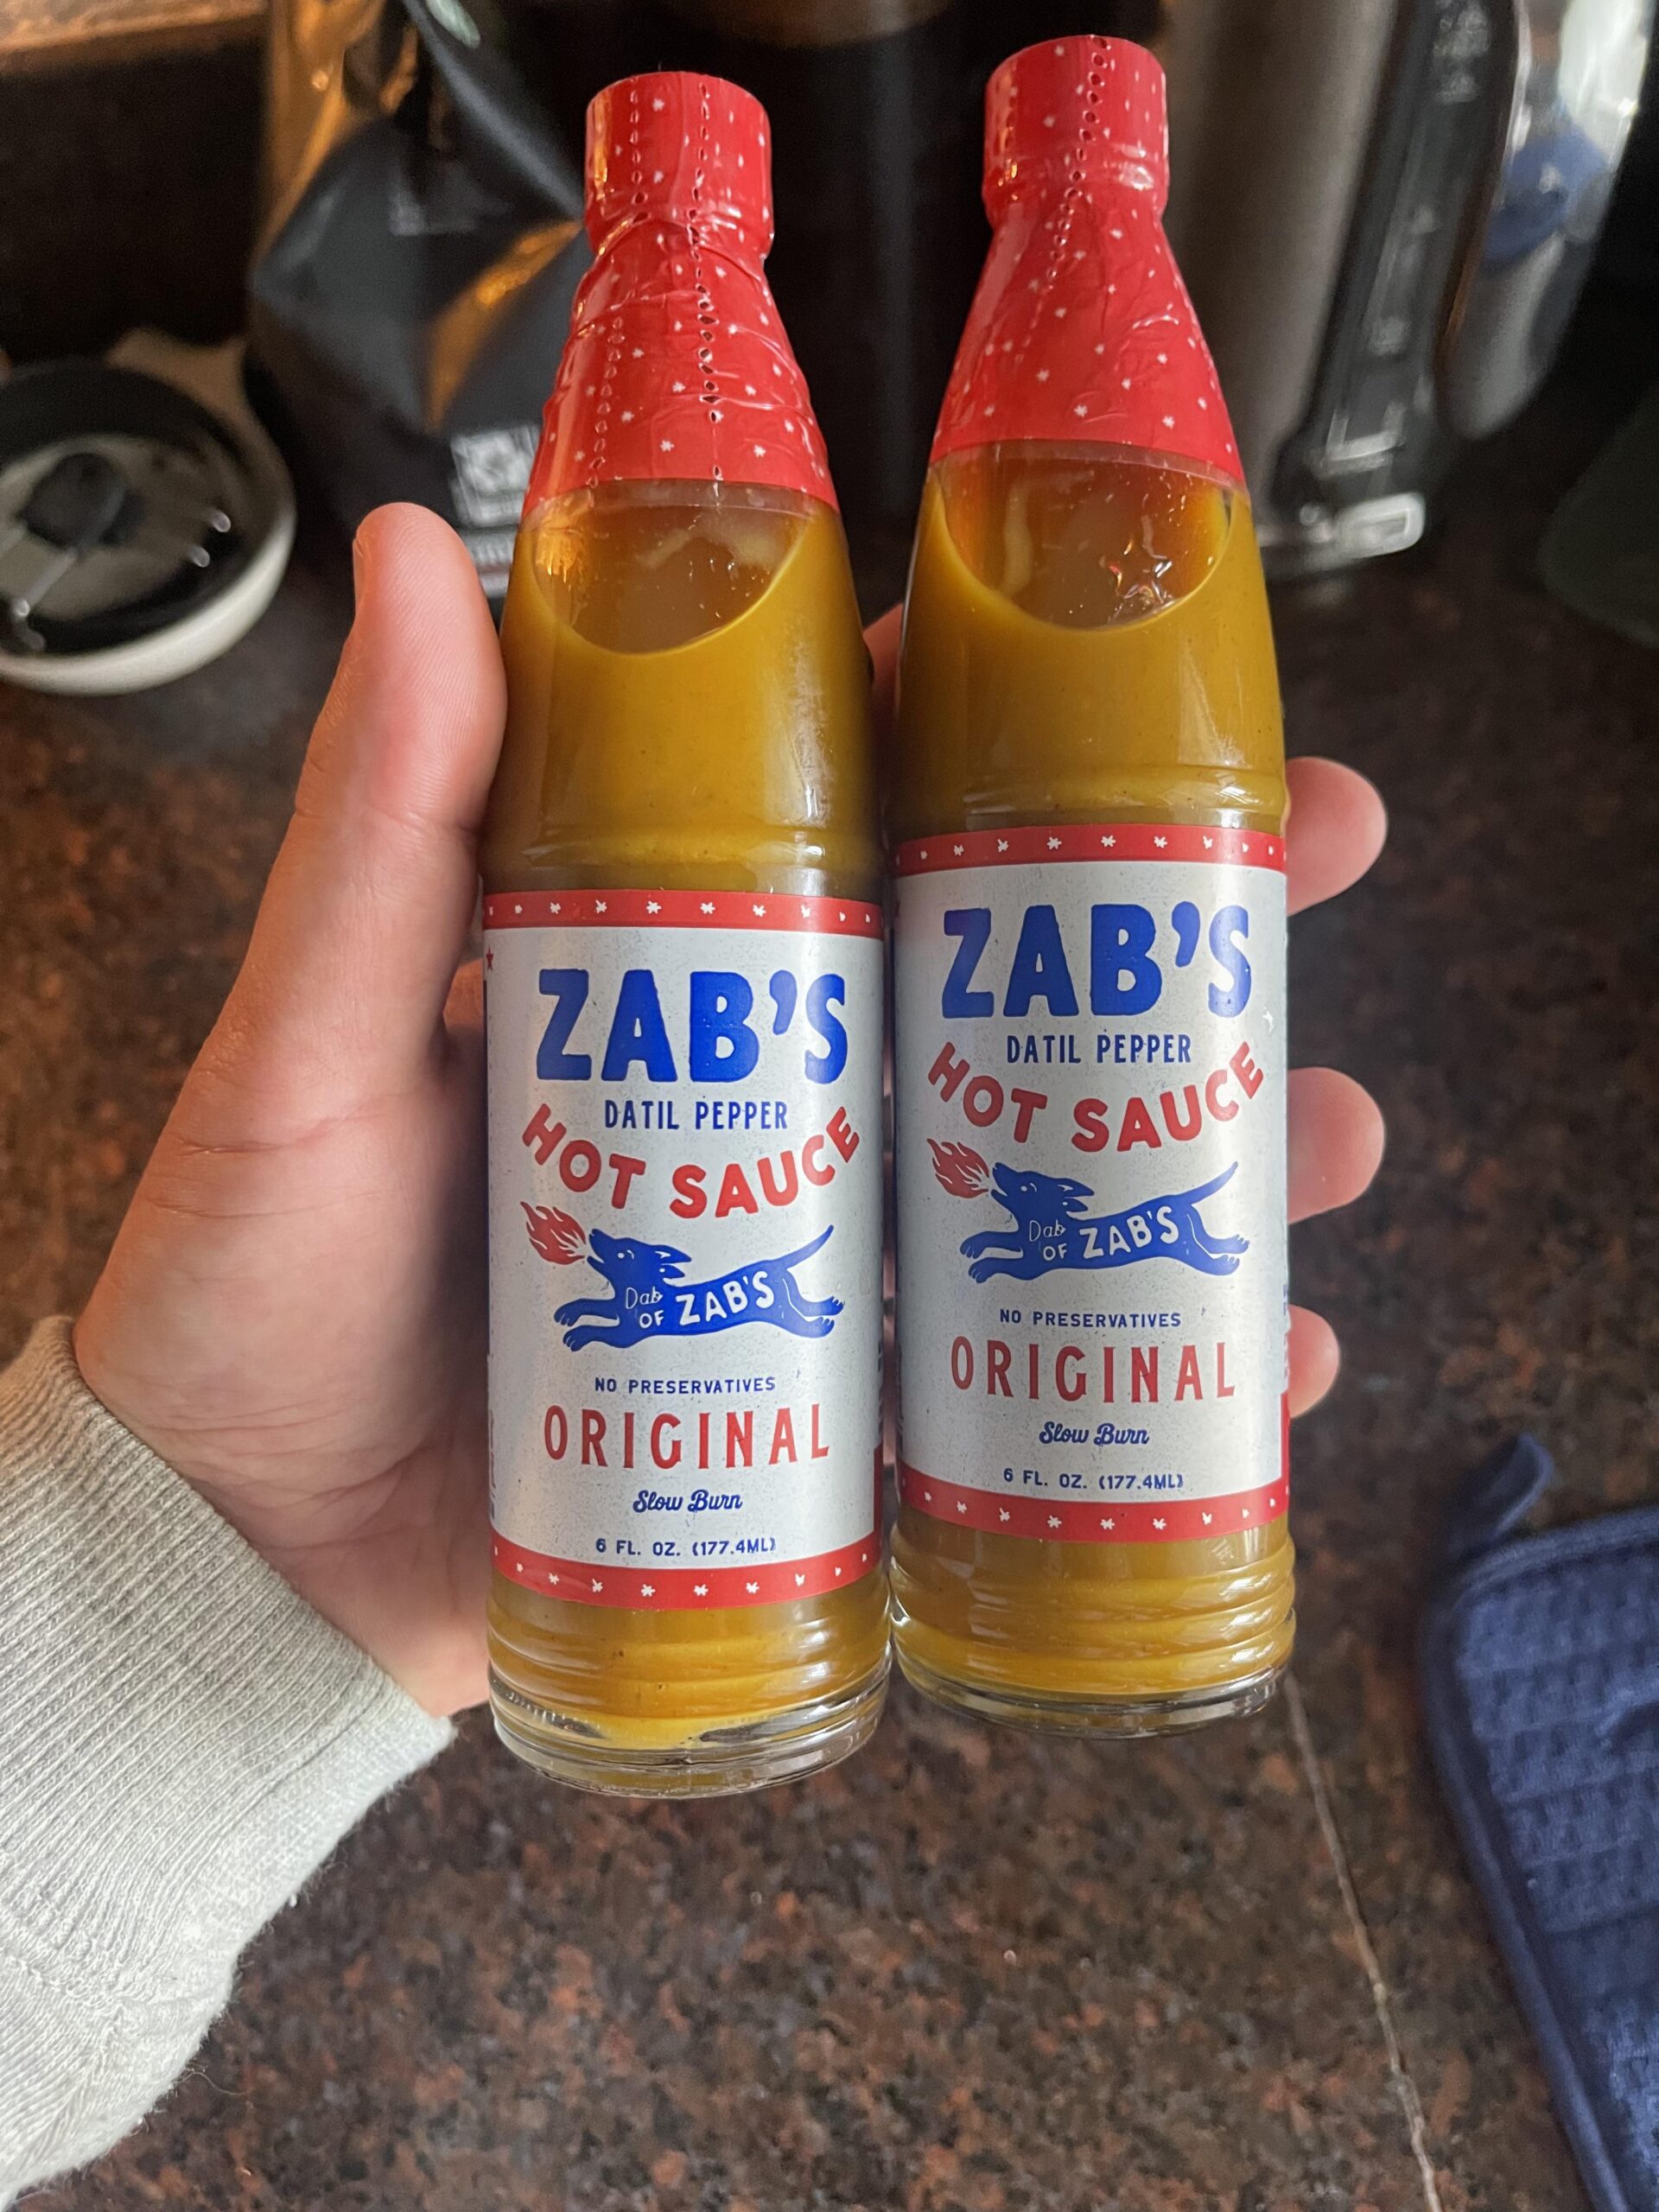 ZAB'S
DATIL PEPPER
HOT SAUCE
Dab
OF ZAB'S
NO PRESERVATIVES
ORIGINAL
Slow Burn
6 FL. OZ. (177.4ML)
ZAB'S
DATIL PEPPER
HOT SAUCE
Dab
OF ZAB'S
NO PRESERVATIVES
ORIGINAL
Slow Burn
6 FL. OZ. (177.4ML)